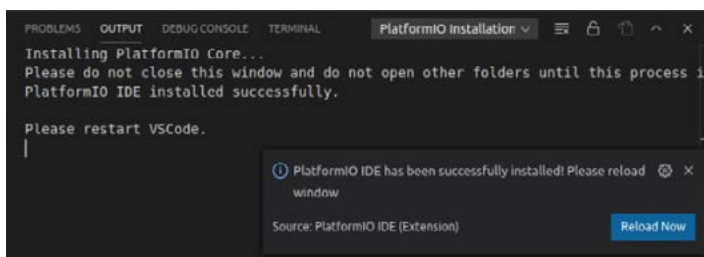 PROBLEMS OUTPUT DEBUG CONSOLE TERMINAL PlatformIO Installation
Installing PlatformIO Core...
Please do not close this window and do not open other folders until this process i
PlatformIO IDE installed successfully.
Please restart VSCode.
PlatformIO IDE has been successfully installed! Please reload
window
Source: PlatformIO IDE (Extension) Reload Now